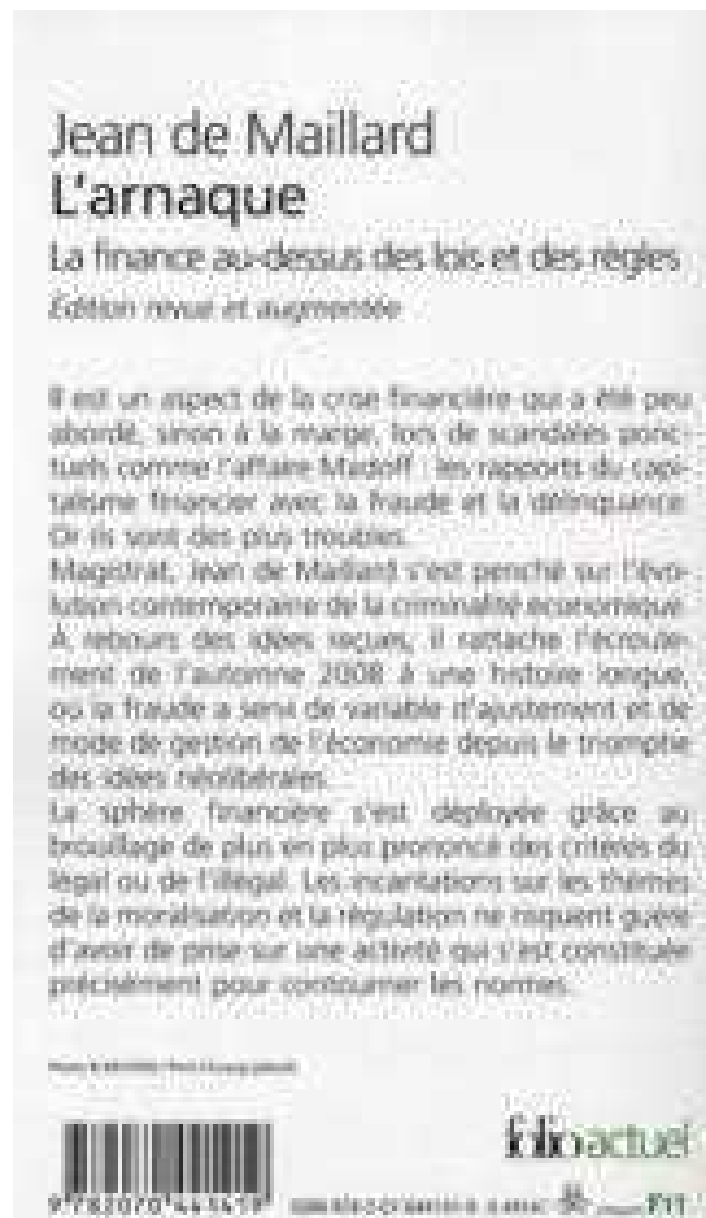 Jean de Maillard
L'arnaque
La finance au-dessus des lois et des règles
Édition revue et augmentée
Il est un aspect de la crise financière qui a été peu
abordé, sinon à la marge, lors de scandales ponc-
tuels comme l'affaire Madoff : les rapports du capi-
talisme financier avec la fraude et la délinquance.
Or ils sont des plus troubles.
Magistrat, Jean de Maillard s'est penché sur l'évo-
lution contemporaine de la criminalité économique.
À rebours des idées reçues, il rattache l'écroule-
ment de l'automne 2008 à une histoire longue,
où la fraude a servi de variable d'ajustement et de
mode de gestion de l'économie depuis le triomphe
des idées néolibérales.
La sphère financière s'est déployée grâce au
brouillage de plus en plus prononcé des critères du
légal ou de l'illégal. Les incantations sur les thèmes
de la moralisation et la régulation ne risquent guère
d'avoir de prise sur une activité qui s'est constituée
précisément pour contourner les normes.
folio actuel